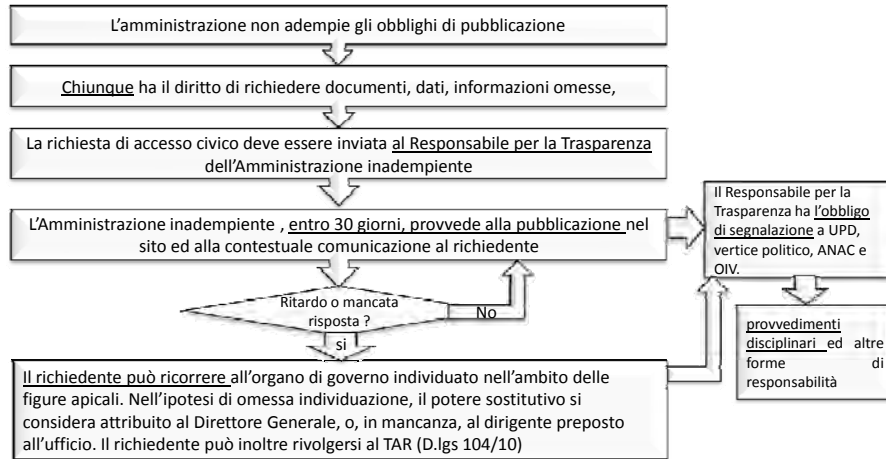 L'amministrazione non adempie gli obblighi di pubblicazione
Chiunque ha il diritto di richiedere documenti, dati, informazioni omesse,
La richiesta di accesso civico deve essere inviata al Responsabile per la Trasparenza
dell'Amministrazione inadempiente
L'Amministrazione inadempiente , entro 30 giorni, provvede alla pubblicazione nel
sito ed alla contestuale comunicazione al richiedente
Il Responsabile per la
Trasparenza ha l'obbligo
di segnalazione a UPD,
vertice politico, ANAC e
OIV.
Ritardo o mancata
risposta ?
No
si
provvedimenti
disciplinari ed altre
forme di
responsabilità
Il richiedente può ricorrere all'organo di governo individuato nell'ambito delle
figure apicali. Nell'ipotesi di omessa individuazione, il potere sostitutivo si
considera attribuito al Direttore Generale, o, in mancanza, al dirigente preposto
all'ufficio. Il richiedente può inoltre rivolgersi al TAR (D.lgs 104/10)